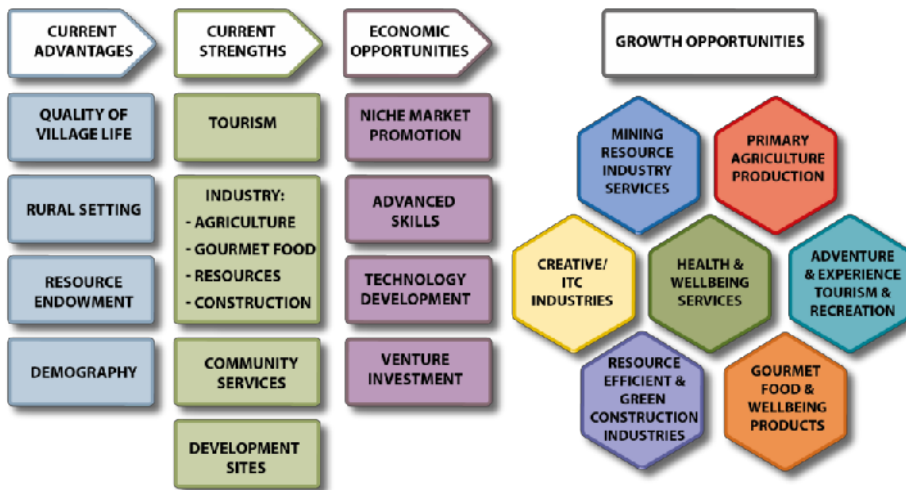 CURRENT
ADVANTAGES
QUALITY OF
VILLAGE LIFE
RURAL SETTING
RESOURCE
ENDOWMENT
DEMOGRAPHY
CURRENT
STRENGTHS
TOURISM
INDUSTRY:
- AGRICULTURE
- GOURMET FOOD
- RESOURCES
- CONSTRUCTION
COMMUNITY
SERVICES
DEVELOPMENT
SITES
ECONOMIC
OPPORTUNITIES
NICHE MARKET
PROMOTION
ADVANCED
SKILLS
TECHNOLOGY
DEVELOPMENT
VENTURE
INVESTMENT
GROWTH OPPORTUNITIES
MINING
RESOURCE
INDUSTRY
SERVICES
PRIMARY
AGRICULTURE
PRODUCTION
CREATIVE/
ITC
INDUSTRIES
HEALTH &
WELLBEING
SERVICES
ADVENTURE
& EXPERIENCE
TOURISM &
RECREATION
RESOURCE
EFFICIENT &
GREEN
CONSTRUCTION
INDUSTRIES
GOURMET
FOOD &
WELLBEING
PRODUCTS